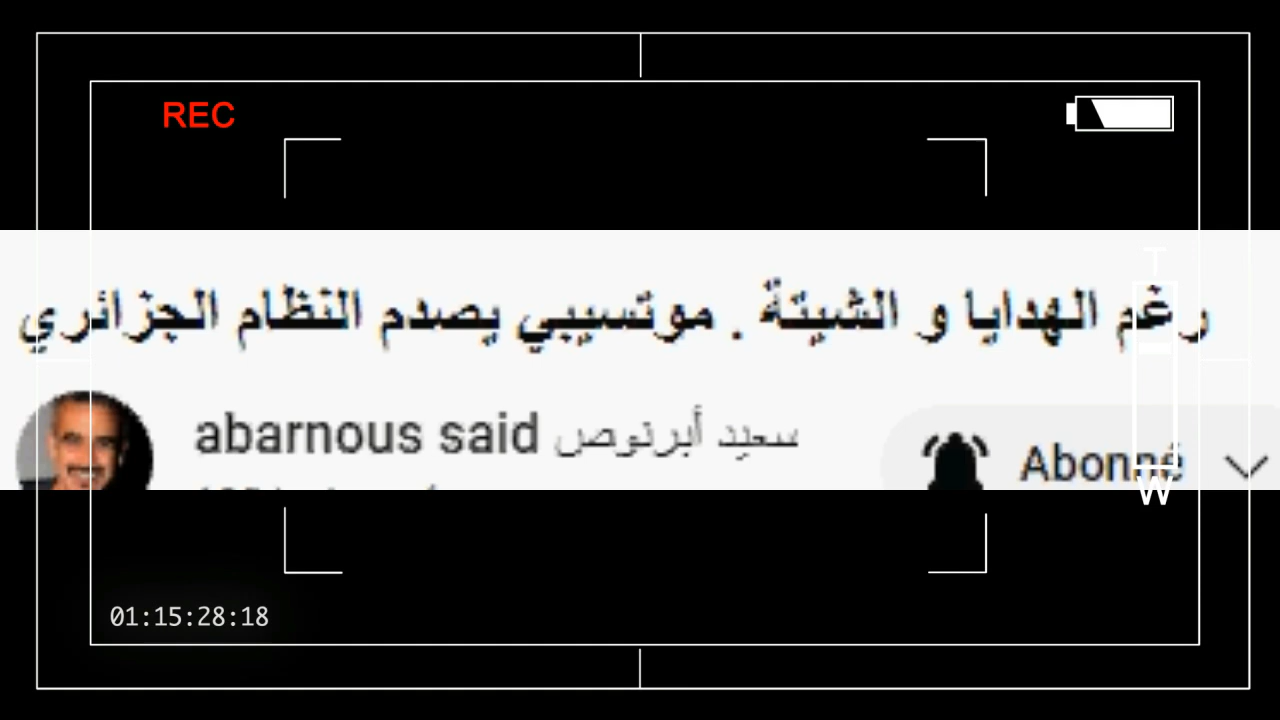 REC
رغم الهدايا و الشيتة . موتسيبي يصدم النظام الجزائري
abarnous said سعيد أبرنوص
Abonné
T
W
01:15:28:18